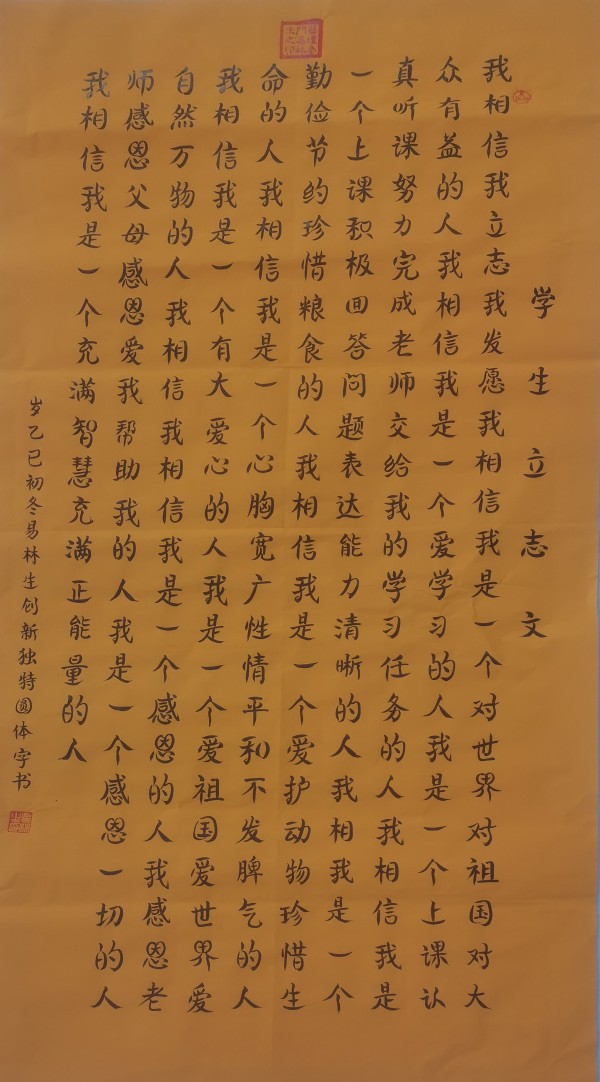 学生立志文
我相信我立志我发愿我相信我是一个对世界对祖国对大
众有益的人我相信我是一个爱学习的人我是一个上课认
真听课努力完成老师交给我的学习任务的人我相信我是
一个上课积极回答问题表达能力清晰的人我相我是一个
勤俭节约珍惜粮食的人我相信我是一个爱护动物珍惜生
命的人我相信我是一个心胸宽广性情平和不发脾气的人
我相信我是一个有大爱心的人我是一个爱祖国爱世界爱
自然万物的人我相信我相信我是一个感恩的人我感恩老
师感恩父母感恩爱我帮助我的人我是一个感恩一切的人
我相信我是一个充满智慧充满正能量的人
岁乙巳初冬易林生创新独特圆体字书